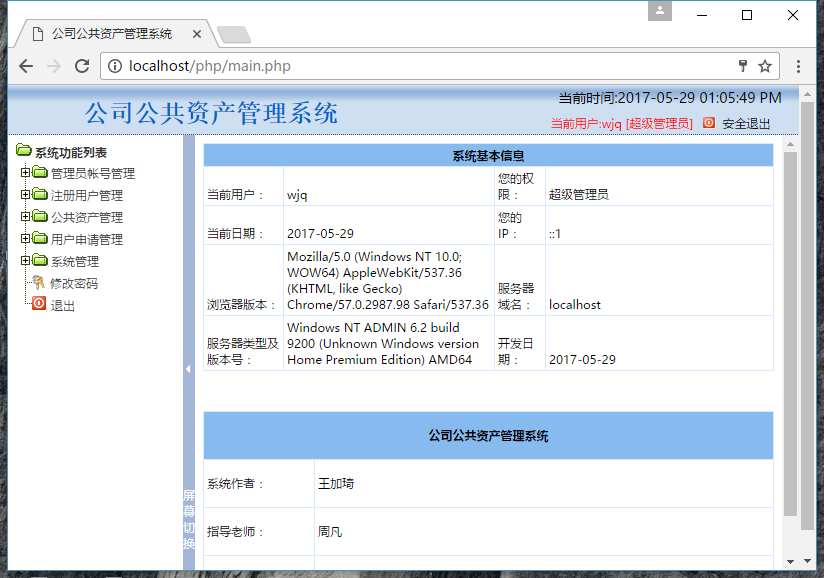 公司公共资产管理系统
localhost/php/main.php
公司公共资产管理系统
当前时间:2017-05-29 01:05:49 PM
当前用户:wjq [超级管理员] 安全退出
系统功能列表
管理员帐号管理
注册用户管理
公共资产管理
用户申请管理
系统管理
修改密码
退出
屏幕切换
系统基本信息
当前用户：
wjq
您的权
限：
超级管理员
当前日期：
2017-05-29
您的
IP：
::1
浏览器版本：
Mozilla/5.0 (Windows NT 10.0;
WOW64) AppleWebKit/537.36
(KHTML, like Gecko)
Chrome/57.0.2987.98 Safari/537.36
服务器
域名：
localhost
服务器类型及
版本号：
Windows NT ADMIN 6.2 build
9200 (Unknown Windows version
Home Premium Edition) AMD64
开发日
期：
2017-05-29
公司公共资产管理系统
系统作者：
王加琦
指导老师：
周凡